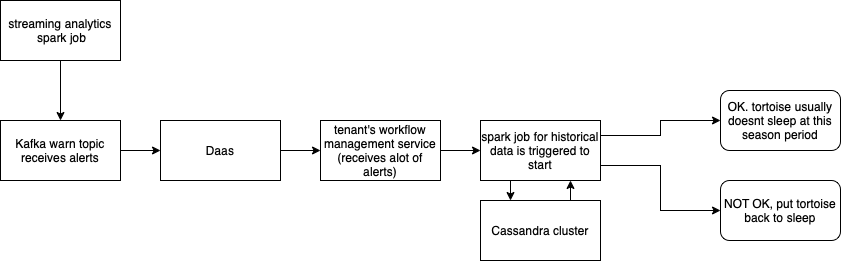 streaming analytics
spark job
Kafka warn topic
receives alerts
Daas
tenant's workflow
management service
(receives alot of
alerts)
spark job for historical
data is triggered to
start
Cassandra cluster
OK. tortoise usually
doesnt sleep at this
season period
NOT OK, put tortoise
back to sleep